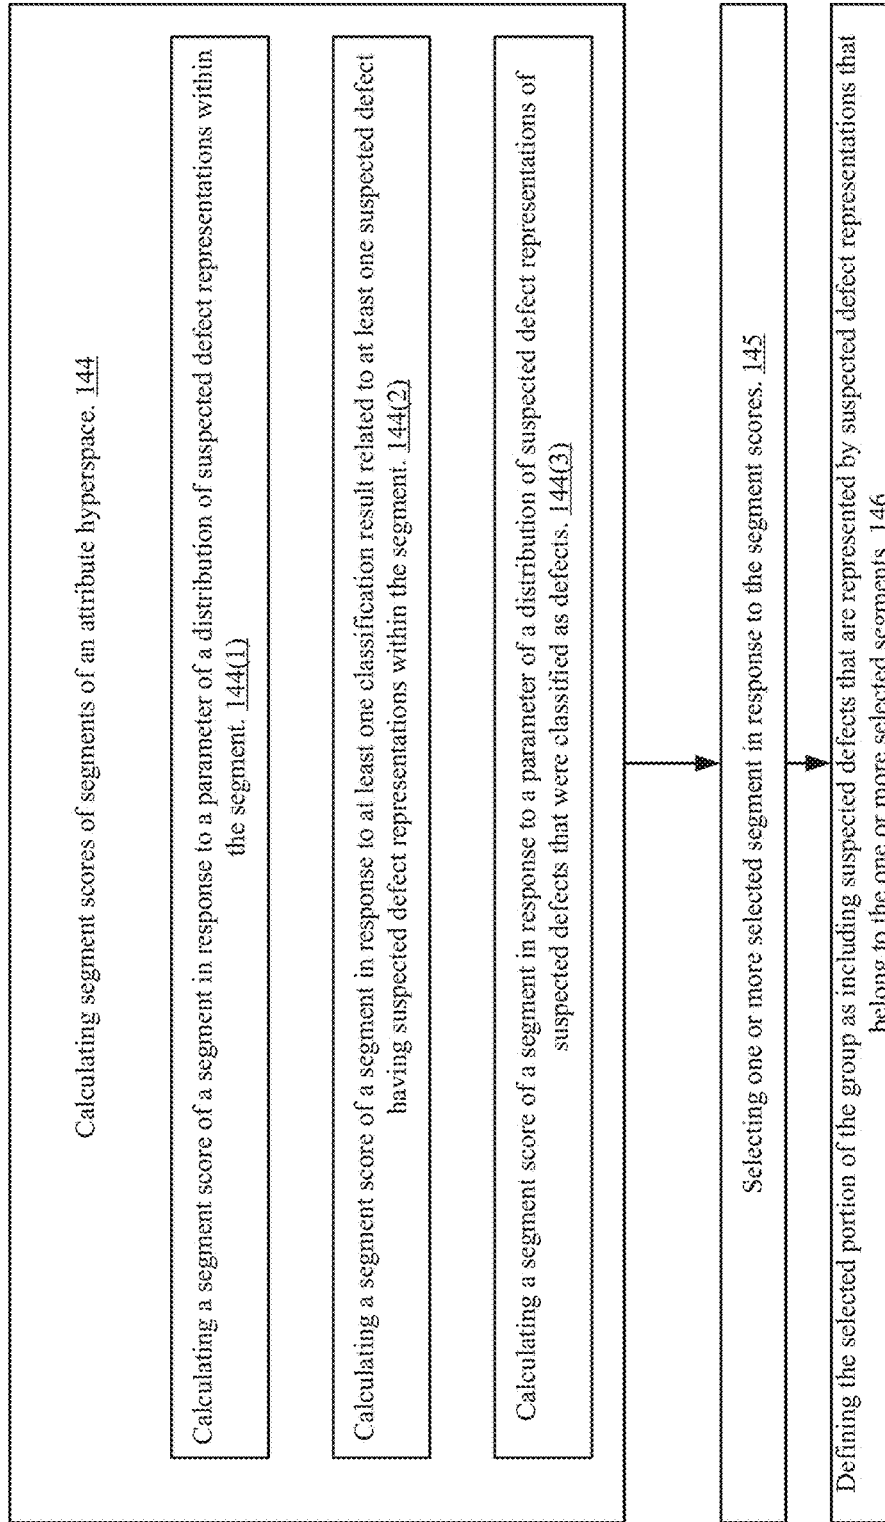 Calculating segment scores of segments of an attribute hyperspace. 144
Calculating a segment score of a segment in response to a parameter of a distribution of suspected defect representations within
the segment. 144(1)
Calculating a segment score of a segment in response to at least one classification result related to at least one suspected defect
having suspected defect representations within the segment. 144(2)
Calculating a segment score of a segment in response to a parameter of a distribution of suspected defect representations of
suspected defects that were classified as defects. 144(3)
Selecting one or more selected segment in response to the segment scores. 145
Defining the selected portion of the group as including suspected defects that are represented by suspected defect representations that
belong to the one or more selected segments. 146